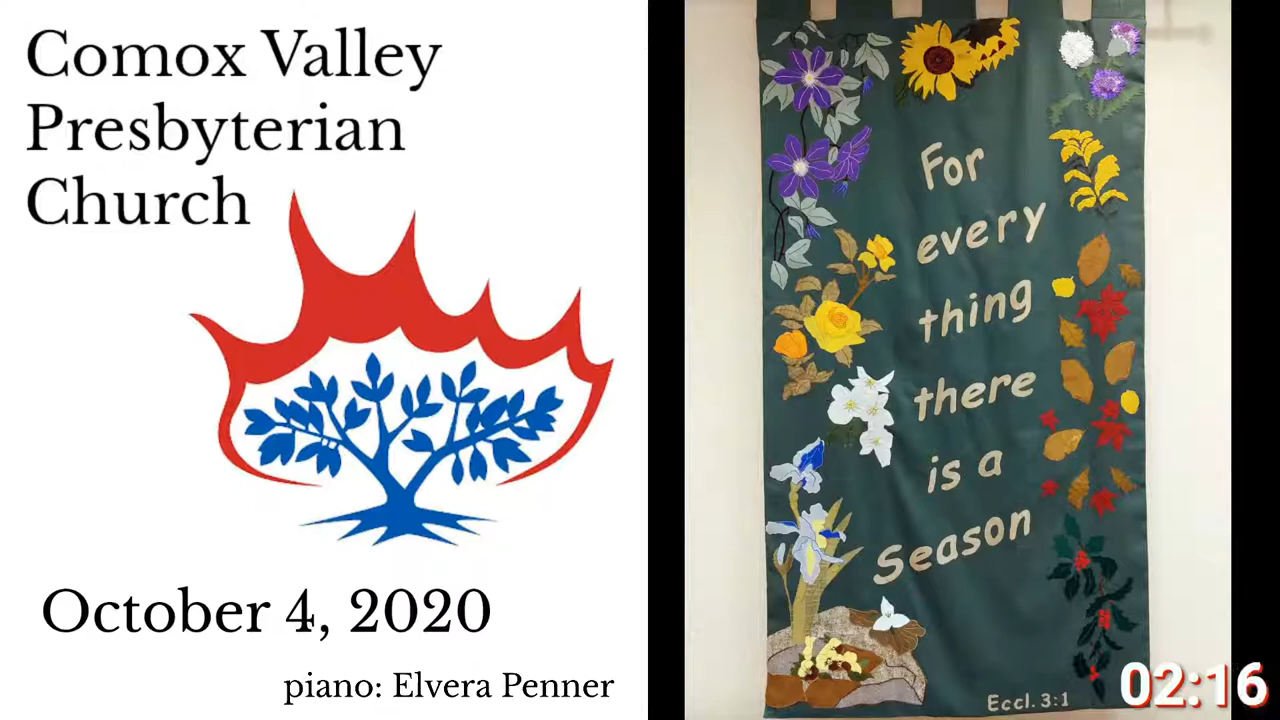 Comox Valley
Presbyterian
Church
October 4, 2020
piano: Elvera Penner
For
every
thing
there
is a
Season
Eccl. 3:1
02:16